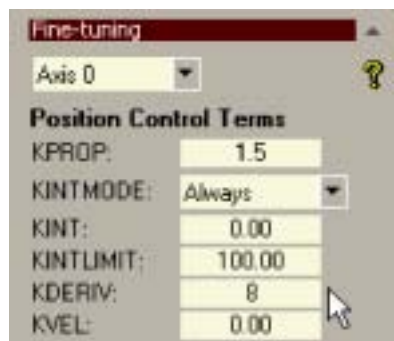 Fine-tuning
Axis 0
Position Control Terms
KPROP: 1.5
KINTMODE: Always
KINT: 0.00
KINTLIMIT: 100.00
KDERIV: 8
KVEL: 0.00